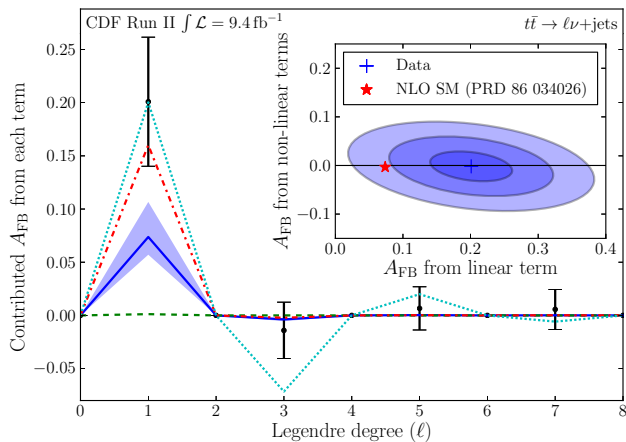 CDF Run II ∫ℒ = 9.4 fb⁻¹
tt̄ → ℓν+jets
Contributed A_FB from each term
0.25
0.20
0.15
0.10
0.05
0.00
−0.05
0 1 2 3 4 5 6 7 8
Legendre degree (ℓ)
A_FB from non-linear terms
0.2
0.1
0.0
−0.1
Data
NLO SM (PRD 86 034026)
0.0 0.1 0.2 0.3 0.4
A_FB from linear term